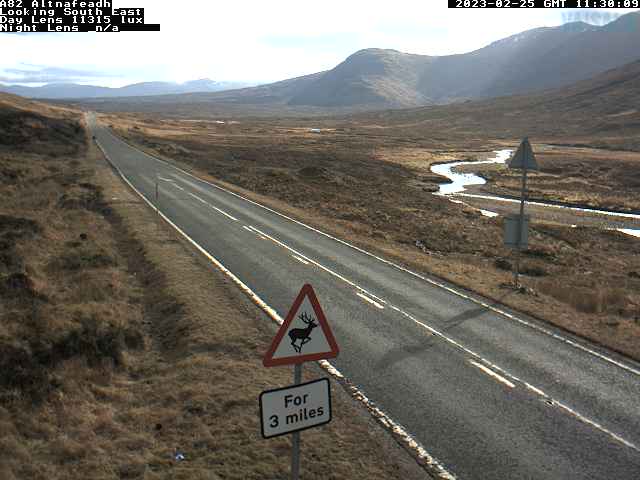 A82 Altnafeadh
Looking South East
Day Lens 11315 lux
Night Lens n/a
2023-02-25 GMT 11:30:09
For
3 miles